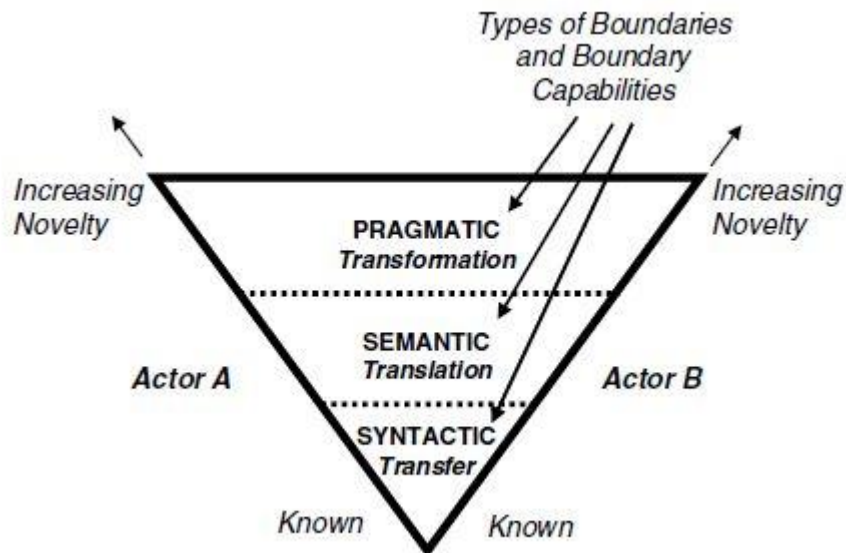 Types of Boundaries
and Boundary
Capabilities
Increasing
Novelty
Increasing
Novelty
PRAGMATIC
Transformation
SEMANTIC
Translation
Actor A
Actor B
SYNTACTIC
Transfer
Known
Known